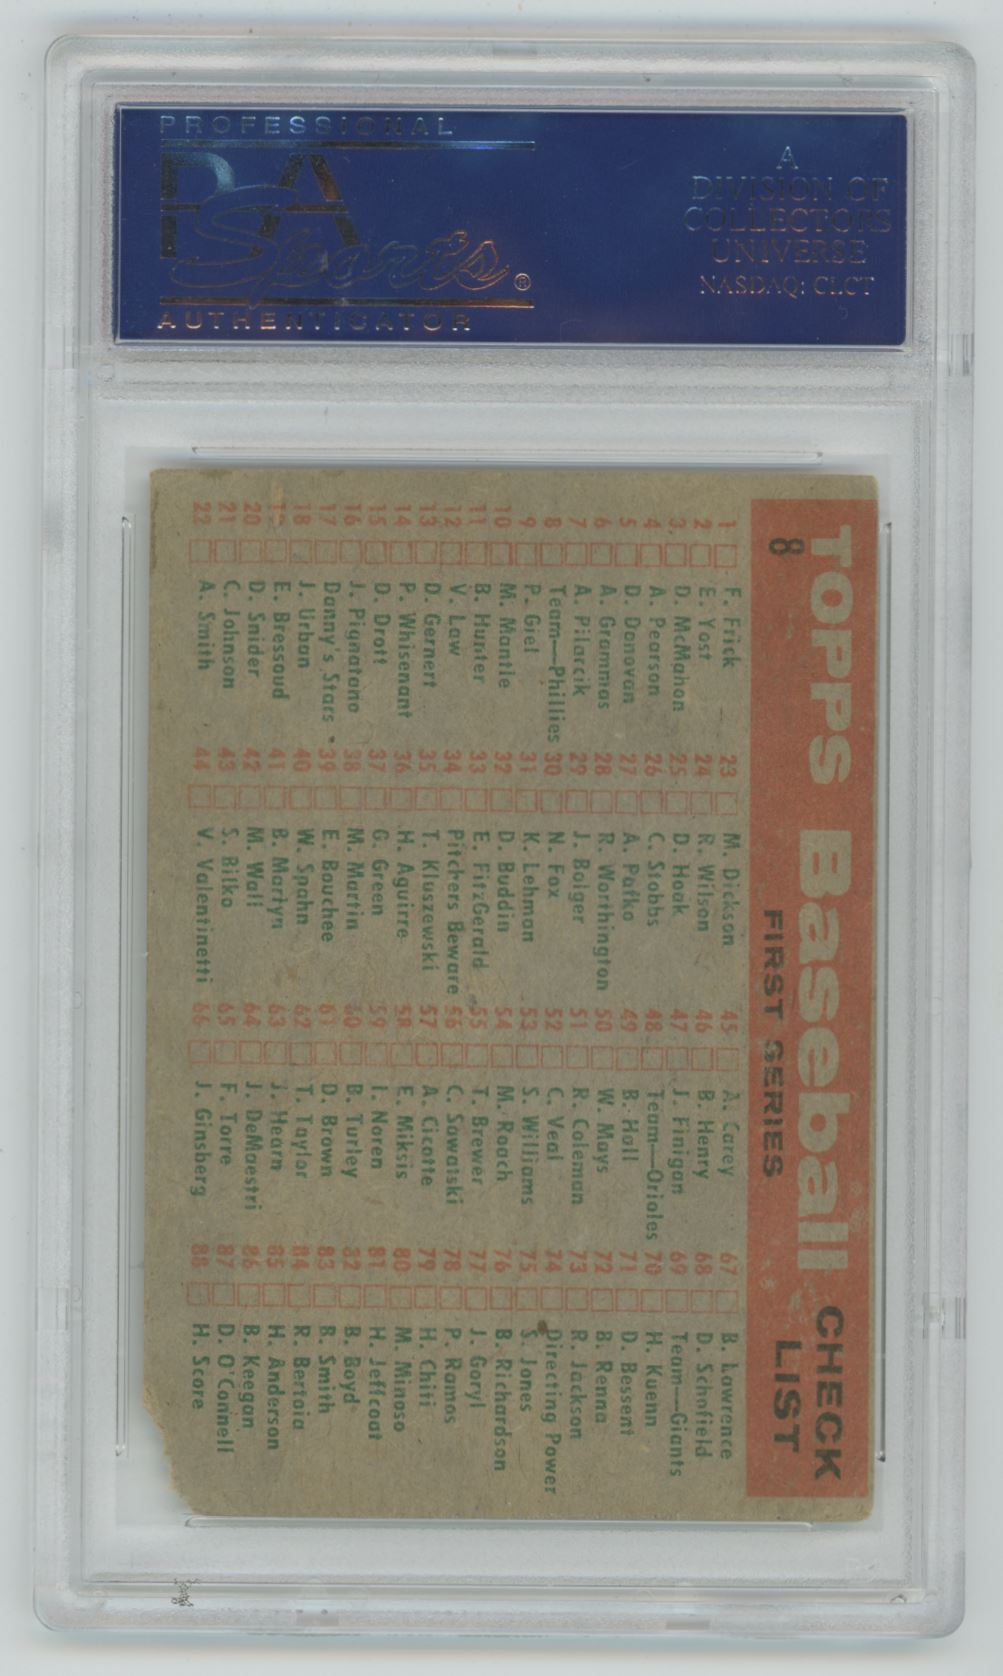 PROFESSIONAL
PSA
Sports®
AUTHENTICATOR
A
DIVISION OF
COLLECTORS
UNIVERSE
NASDAQ: CLCT
TOPPS Baseball CHECK LIST
8 FIRST SERIES
1 F. Frick
2 E. Yost
3 D. McMahon
4 A. Pearson
5 D. Donovan
6 A. Grammas
7 A. Pilarcik
8 Team—Phillies
9 P. Giel
10 M. Mantle
11 B. Hunter
12 V. Law
13 D. Gernert
14 P. Whisenant
15 D. Drott
16 J. Pignatano
17 Danny's Stars
18 J. Urban
19 E. Bressoud
20 D. Snider
21 C. Johnson
22 A. Smith
23 M. Dickson
24 R. Wilson
25 D. Hoak
26 C. Stobbs
27 A. Pafko
28 R. Worthington
29 J. Bolger
30 N. Fox
31 K. Lehman
32 D. Buddin
33 E. FitzGerald
34 Pitchers Beware
35 T. Kluszewski
36 H. Aguirre
37 G. Green
38 M. Martin
39 E. Bouchee
40 W. Spahn
41 B. Martyn
42 M. Wall
43 S. Bilko
44 V. Valentinetti
45 A. Carey
46 B. Henry
47 J. Finigan
48 Team—Orioles
49 B. Hall
50 W. Mays
51 R. Coleman
52 C. Veal
53 S. Williams
54 M. Roach
55 T. Brewer
56 C. Sawatski
57 A. Cicotte
58 E. Miksis
59 I. Noren
60 B. Turley
61 D. Brown
62 T. Taylor
63 J. Hearn
64 J. DeMaestri
65 F. Torre
66 J. Ginsberg
67 B. Lawrence
68 D. Schofield
69 Team—Giants
70 H. Kuenn
71 D. Bessent
72 B. Renna
73 R. Jackson
74 Directing Power
75 S. Jones
76 B. Richardson
77 J. Goryl
78 P. Ramos
79 H. Chiti
80 M. Minoso
81 H. Jeffcoat
82 B. Boyd
83 B. Smith
84 R. Bertoia
85 H. Anderson
86 B. Keegan
87 D. O'Connell
88 H. Score